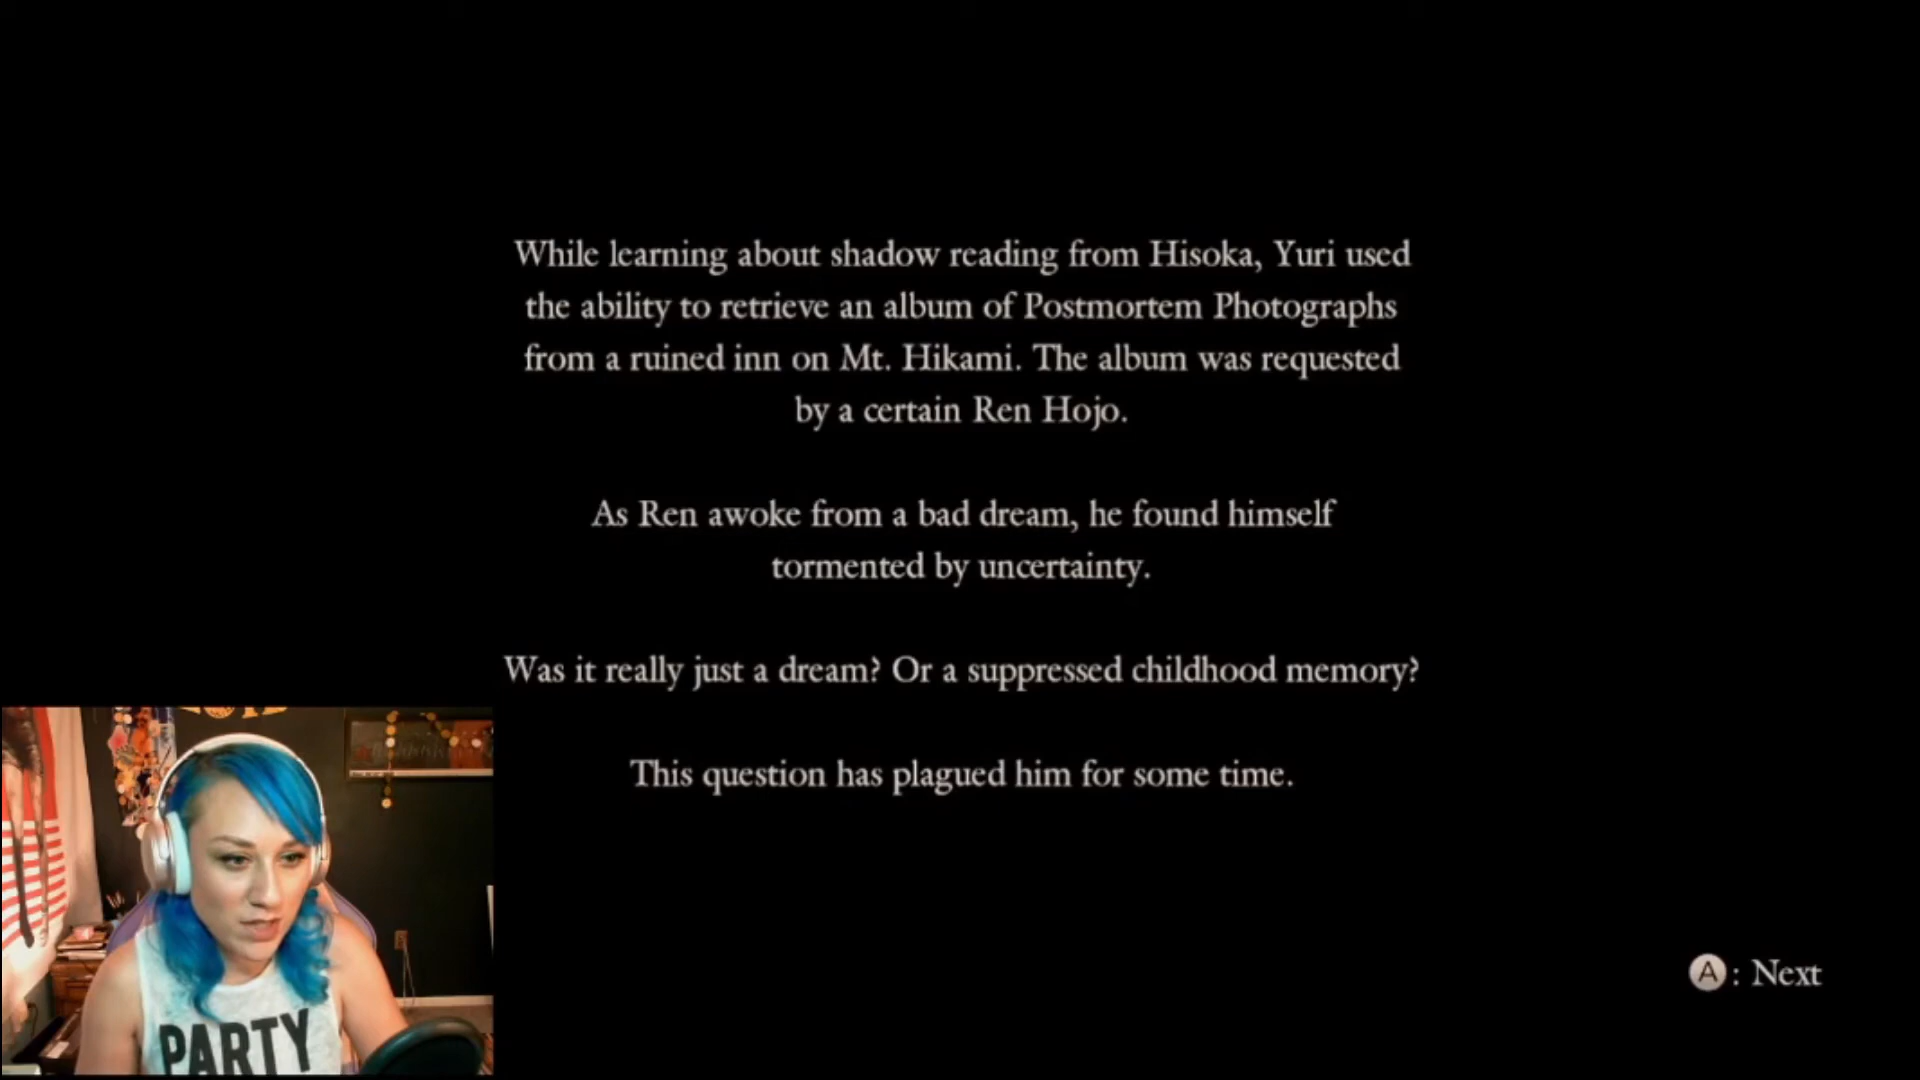 While learning about shadow reading from Hisoka, Yuri used
the ability to retrieve an album of Postmortem Photographs
from a ruined inn on Mt. Hikami. The album was requested
by a certain Ren Hojo.
As Ren awoke from a bad dream, he found himself
tormented by uncertainty.
Was it really just a dream? Or a suppressed childhood memory?
This question has plagued him for some time.
A : Next
PARTY